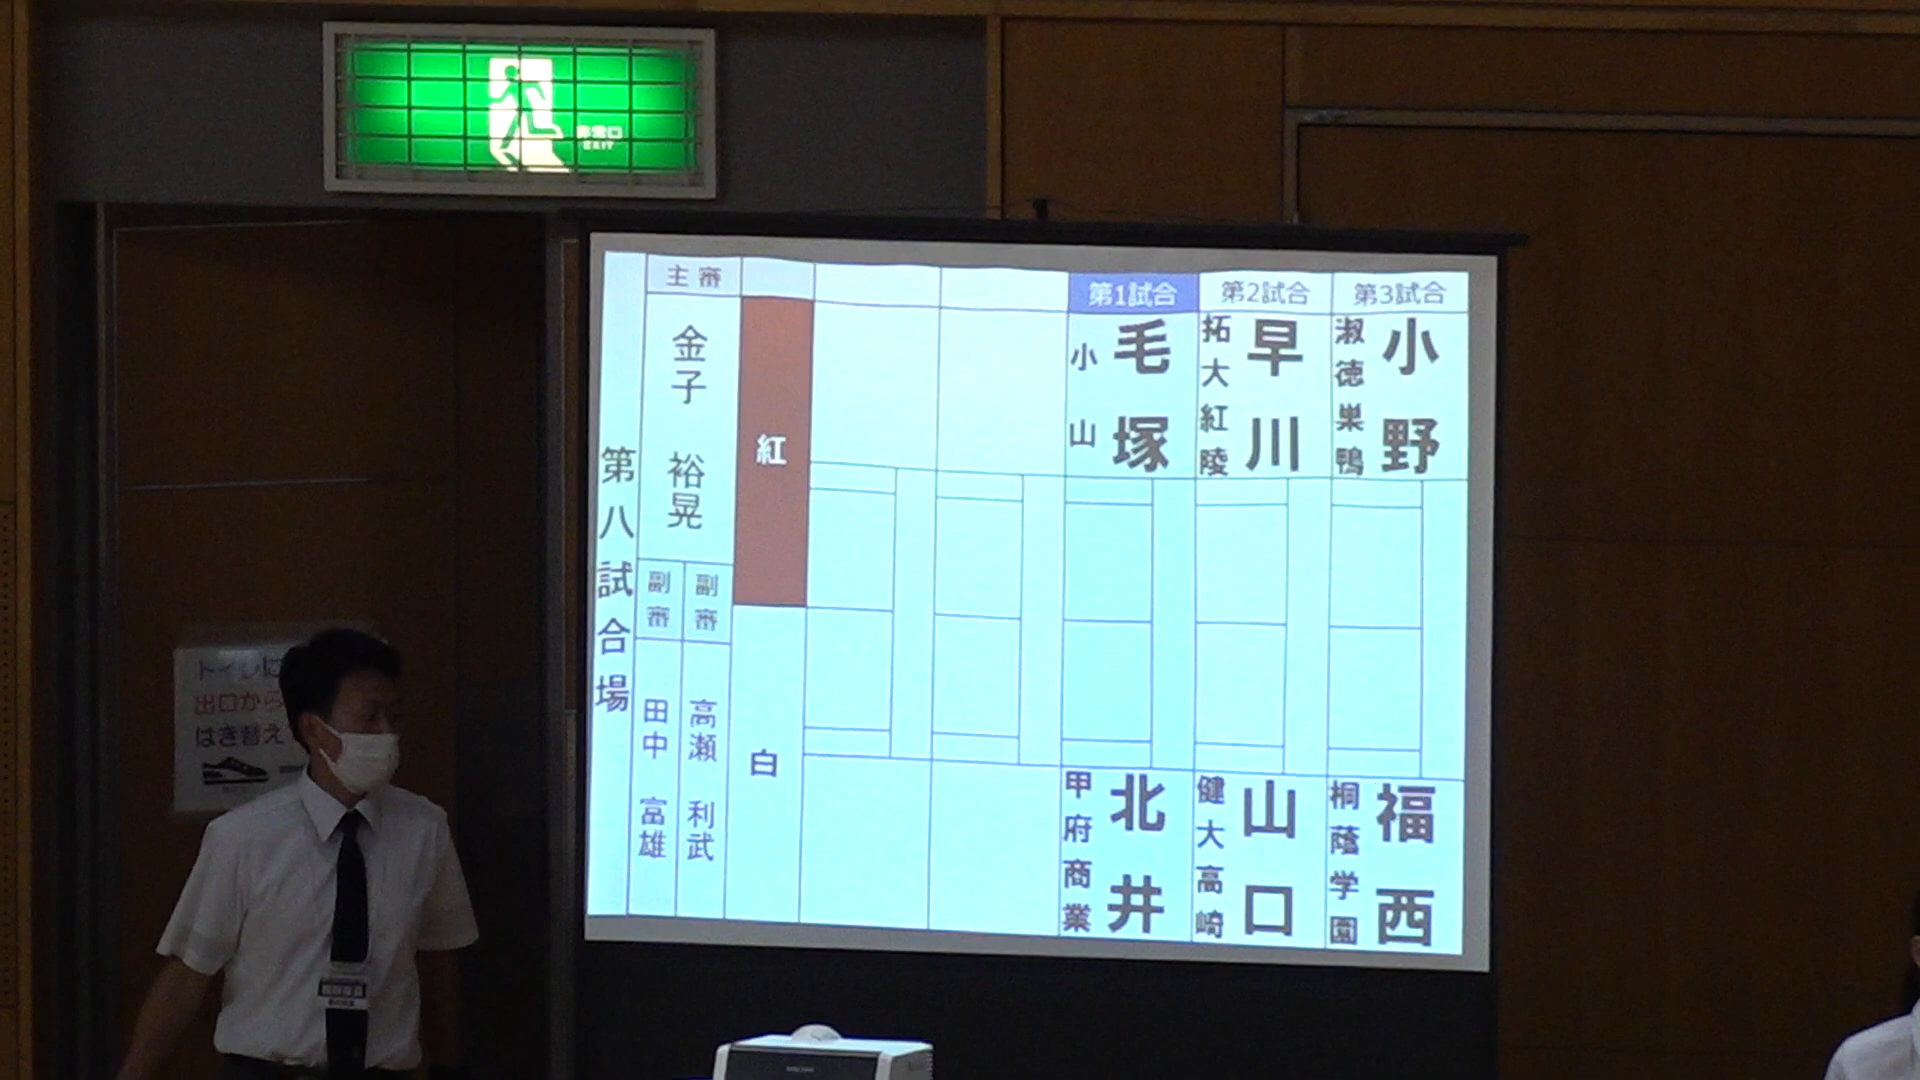 非常口
EXIT
主審
第1試合
第2試合
第3試合
金子 裕晃
紅
小山
毛塚
拓大紅陵
早川
淑徳巣鴨
小野
第八試合場
副審
副審
田中 富雄
高瀬 利武
白
甲府商業
北井
健大高崎
山口
桐蔭学園
福西
トイレに
出口から
はき替え